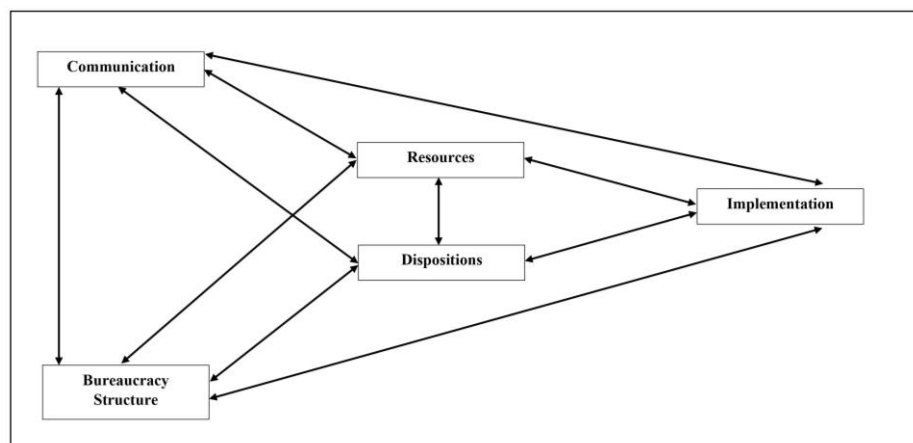 Communication
Resources
Implementation
Dispositions
Bureaucracy
Structure